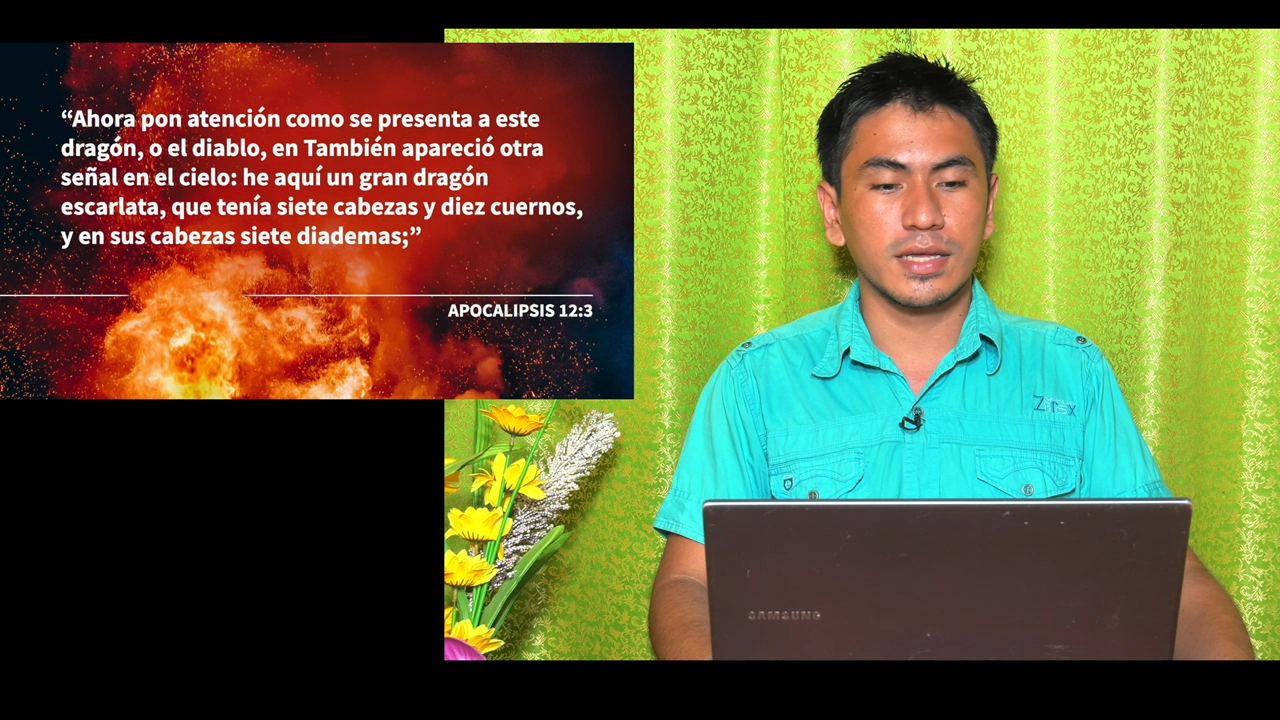 “Ahora pon atención como se presenta a este
dragón, o el diablo, en También apareció otra
señal en el cielo: he aquí un gran dragón
escarlata, que tenía siete cabezas y diez cuernos,
y en sus cabezas siete diademas;”
APOCALIPSIS 12:3
SAMSUNG